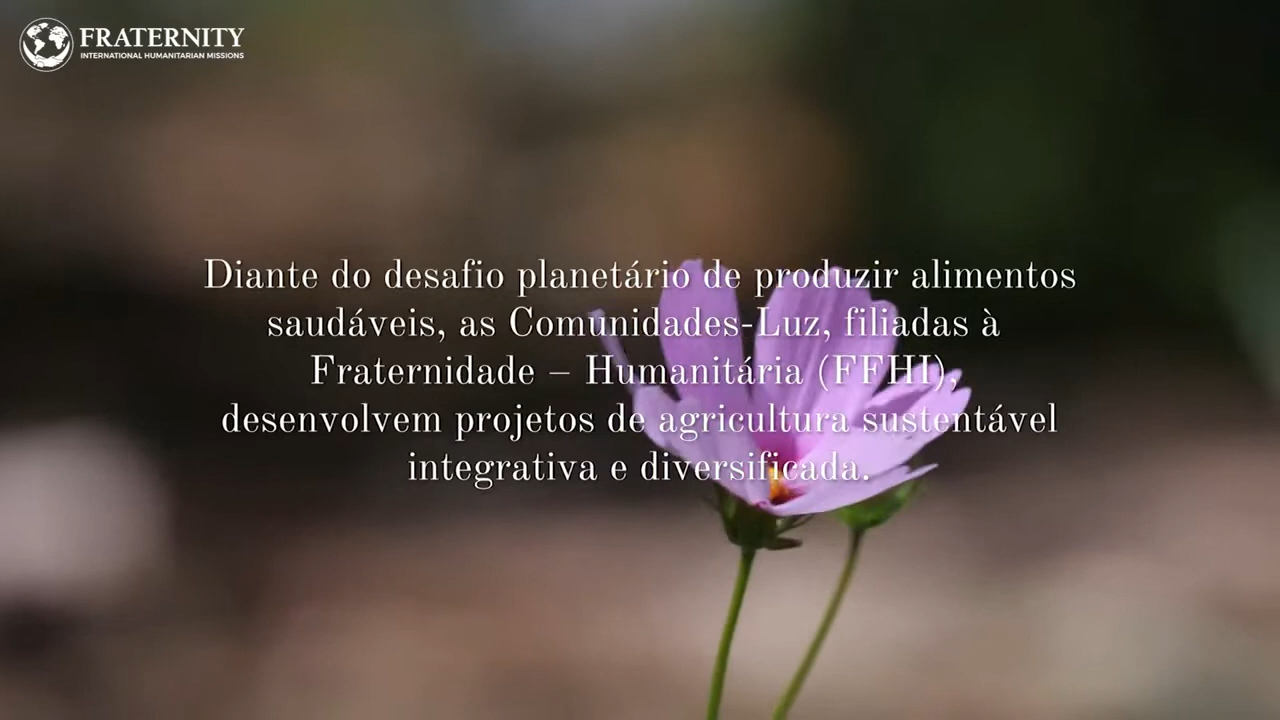 FRATERNITY
INTERNATIONAL HUMANITARIAN MISSIONS
Diante do desafio planetário de produzir alimentos
saudáveis, as Comunidades-Luz, filiadas à
Fraternidade – Humanitária (FFHI),
desenvolvem projetos de agricultura sustentável
integrativa e diversificada.